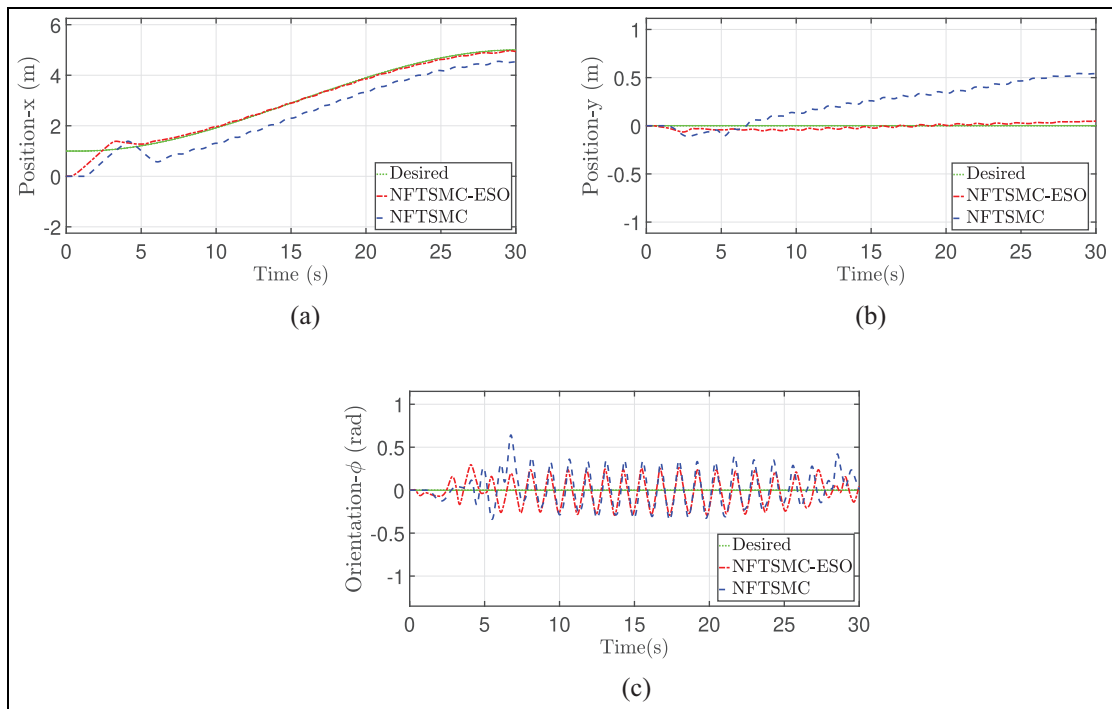 6
4
2
0
-2
Position-x (m)
0 5 10 15 20 25 30
Time (s)
Desired
NFTSMC-ESO
NFTSMC
(a)
1
0.5
0
-0.5
-1
Position-y (m)
0 5 10 15 20 25 30
Time(s)
Desired
NFTSMC-ESO
NFTSMC
(b)
1
0.5
0
-0.5
-1
Orientation-ϕ (rad)
0 5 10 15 20 25 30
Time(s)
Desired
NFTSMC-ESO
NFTSMC
(c)